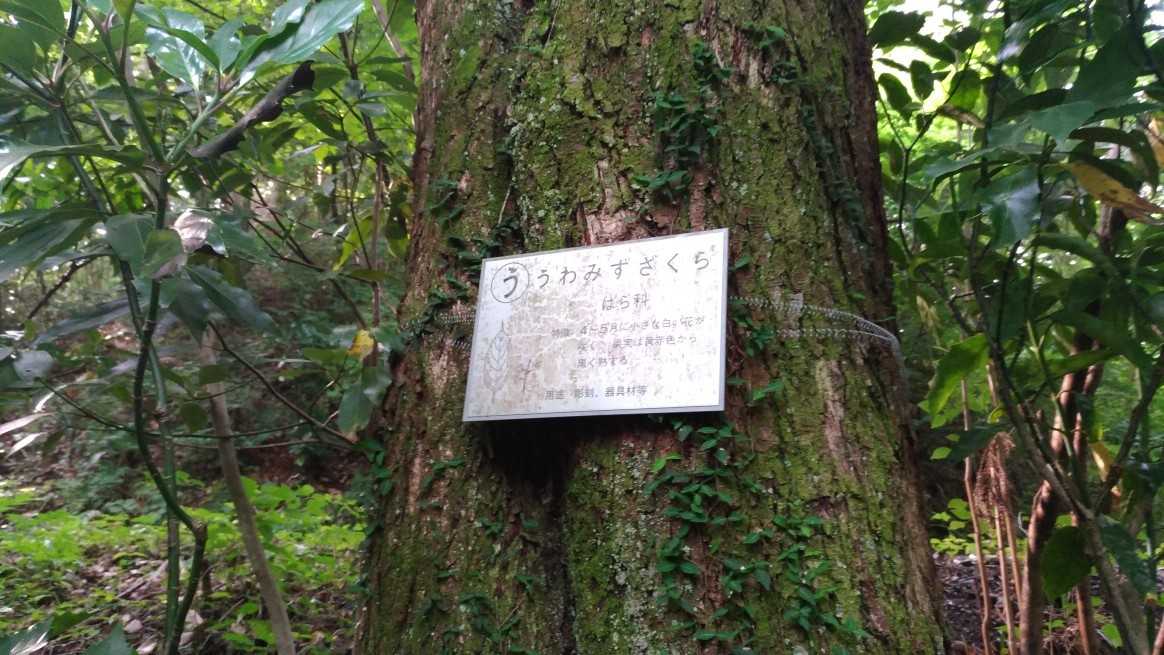 う うわみずざくら
ばら科
特徴 4~5月に小さな白い花が
咲く。果実は黄赤色から
黒く熟する。
用途 彫刻、器具材等